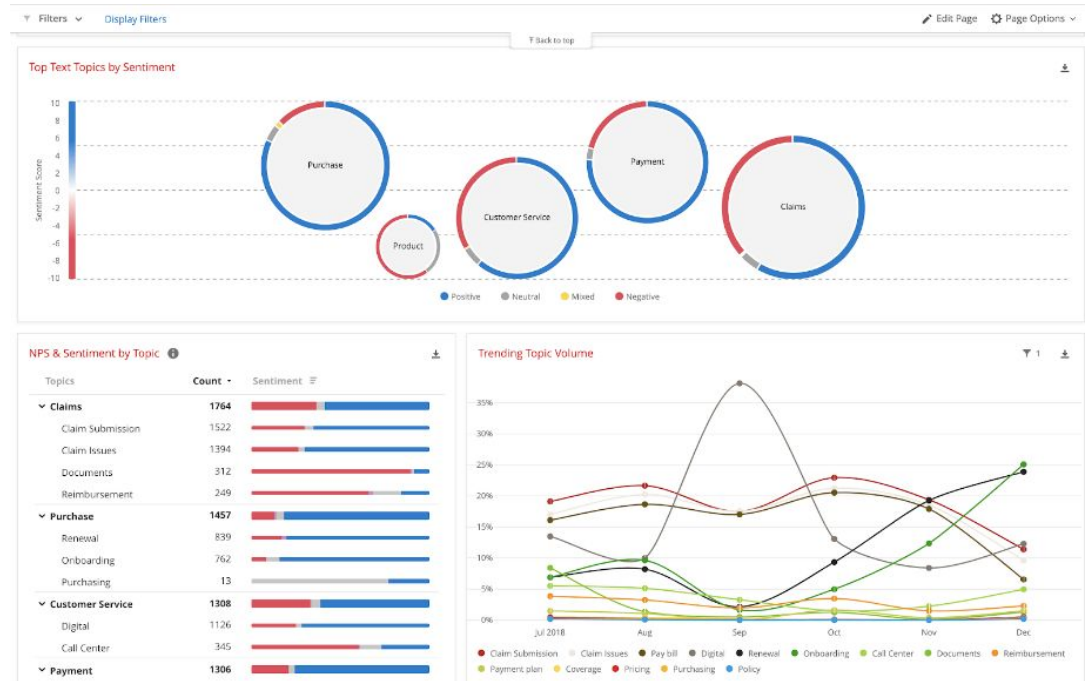 Filters Display Filters Edit Page Page Options
Back to top
Top Text Topics by Sentiment
Sentiment Score
10
8
6
4
2
0
-2
-4
-6
-8
-10
Purchase
Product
Customer Service
Payment
Claims
Positive Neutral Mixed Negative
NPS & Sentiment by Topic
Topics Count Sentiment
Claims 1764
Claim Submission 1522
Claim Issues 1394
Documents 312
Reimbursement 249
Purchase 1457
Renewal 839
Onboarding 762
Purchasing 13
Customer Service 1308
Digital 1126
Call Center 345
Payment 1306
Trending Topic Volume 1
35%
30%
25%
20%
15%
10%
5%
0%
Jul 2018 Aug Sep Oct Nov Dec
Claim Submission Claim Issues Pay bill Digital Renewal Onboarding Call Center Documents Reimbursement
Payment plan Coverage Pricing Purchasing Policy